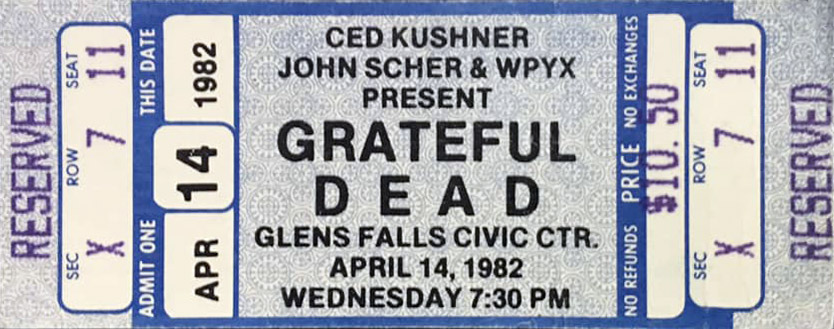 RESERVED
SEC X ROW 7 SEAT 11
ADMIT ONE THIS DATE
APR 14 1982
CED KUSHNER
JOHN SCHER & WPYX
PRESENT
GRATEFUL
DEAD
GLENS FALLS CIVIC CTR.
APRIL 14, 1982
WEDNESDAY 7:30 PM
NO REFUNDS PRICE NO EXCHANGES
$10.50
SEC X ROW 7 SEAT 11
RESERVED